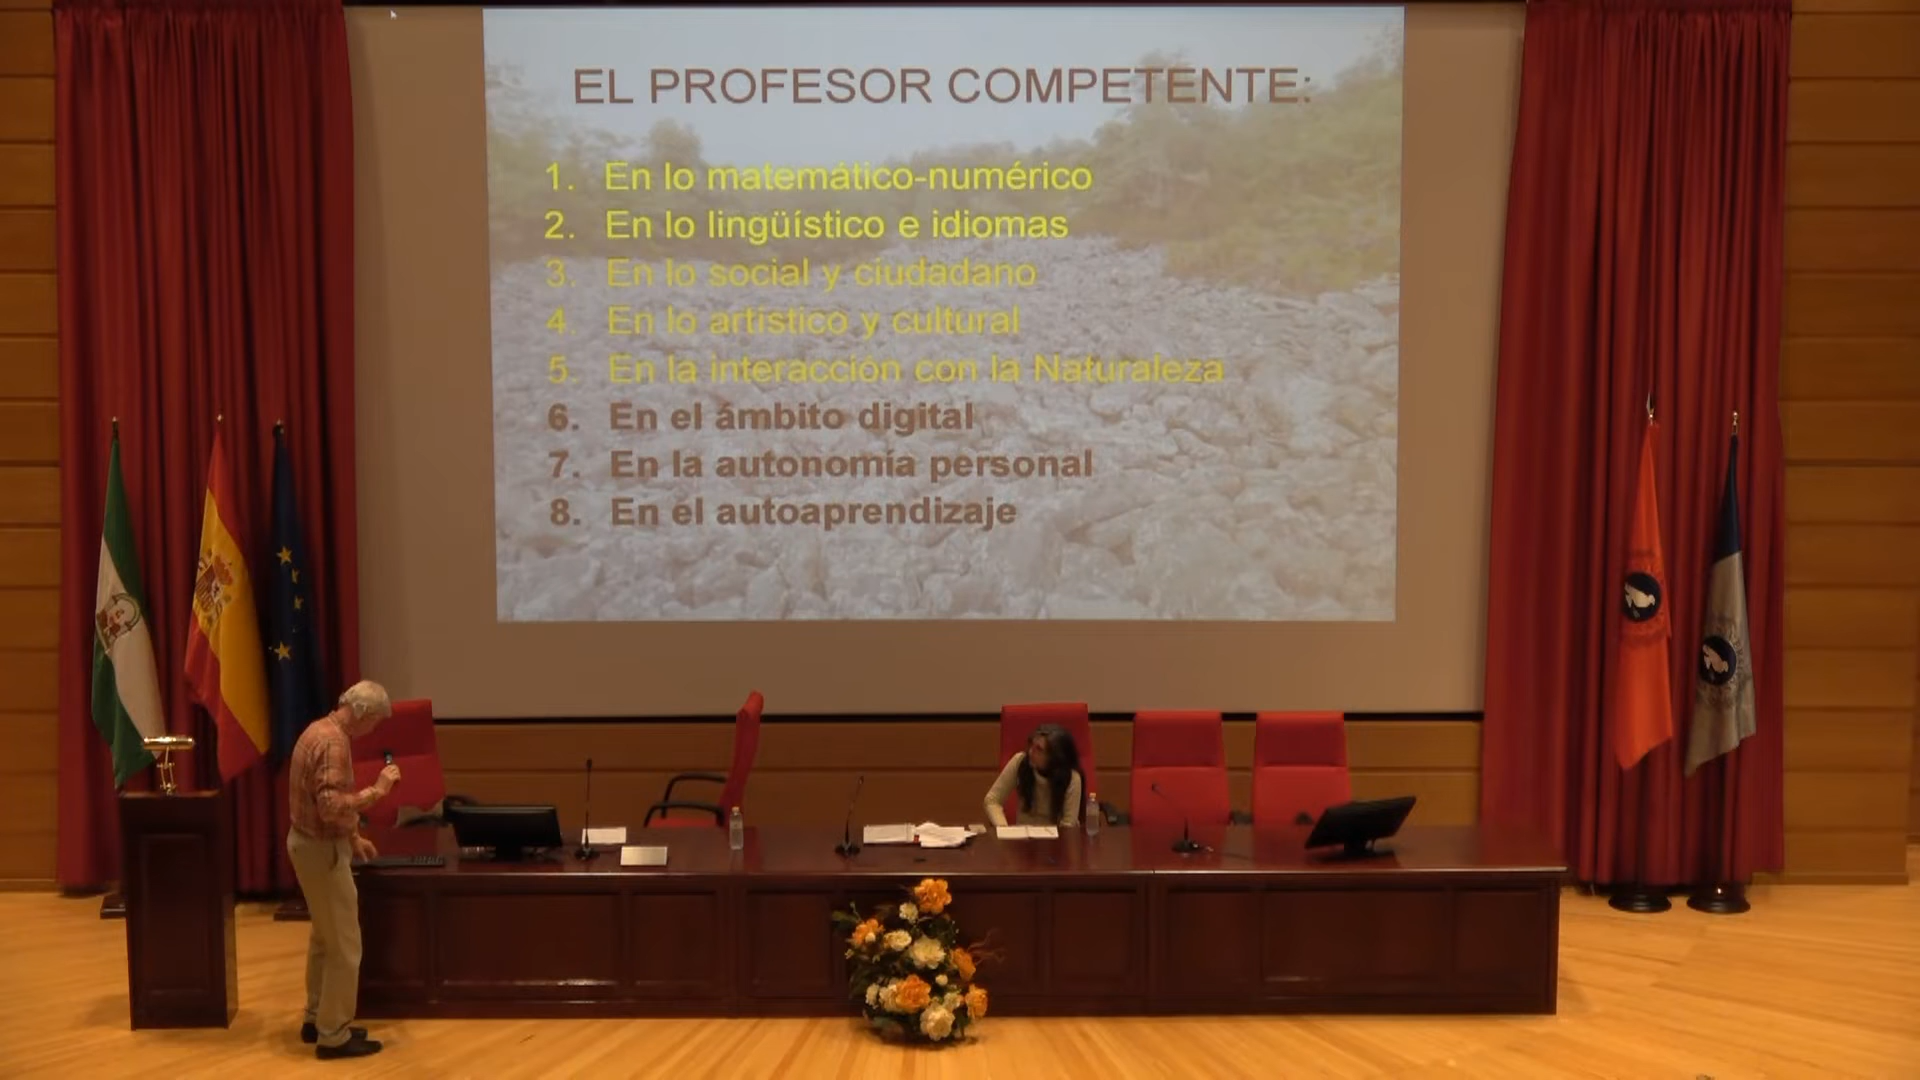 EL PROFESOR COMPETENTE:
1. En lo matemático-numérico
2. En lo lingüístico e idiomas
3. En lo social y ciudadano
4. En lo artístico y cultural
5. En la interacción con la Naturaleza
6. En el ámbito digital
7. En la autonomía personal
8. En el autoaprendizaje